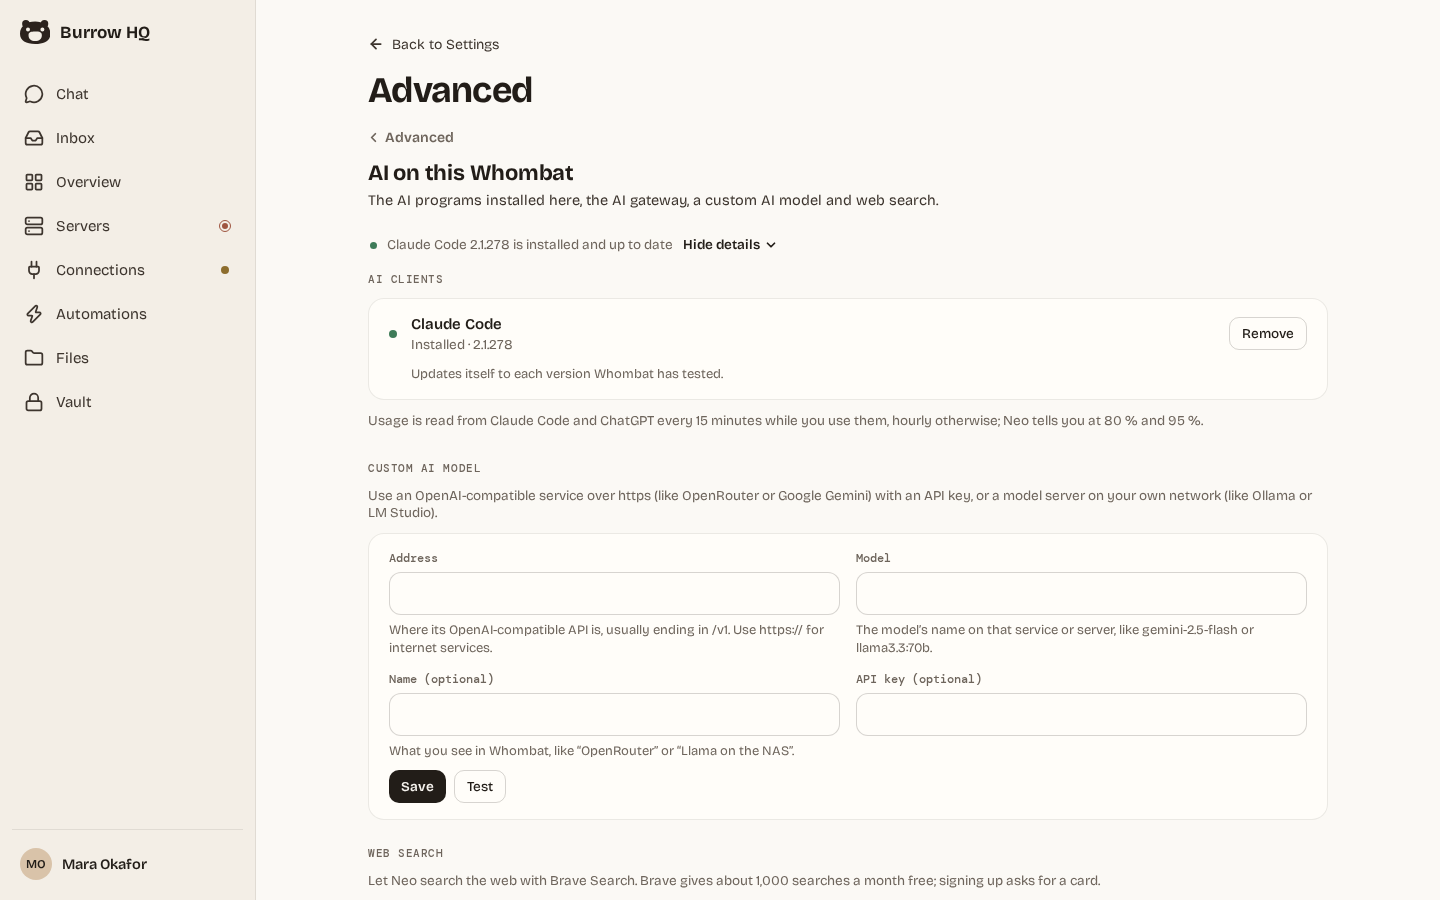 Burrow HQ
Chat
Inbox
Overview
Servers
Connections
Automations
Files
Vault
MO
Mara Okafor
Back to Settings
Advanced
Advanced
AI on this Whombat
The AI programs installed here, the AI gateway, a custom AI model and web search.
Claude Code 2.1.278 is installed and up to date Hide details
AI CLIENTS
Claude Code
Installed · 2.1.278
Remove
Updates itself to each version Whombat has tested.
Usage is read from Claude Code and ChatGPT every 15 minutes while you use them, hourly otherwise; Neo tells you at 80 % and 95 %.
CUSTOM AI MODEL
Use an OpenAI-compatible service over https (like OpenRouter or Google Gemini) with an API key, or a model server on your own network (like Ollama or
LM Studio).
Address
Where its OpenAI-compatible API is, usually ending in /v1. Use https:// for
internet services.
Model
The model’s name on that service or server, like gemini-2.5-flash or
llama3.3:70b.
Name (optional)
What you see in Whombat, like “OpenRouter” or “Llama on the NAS”.
API key (optional)
Save
Test
WEB SEARCH
Let Neo search the web with Brave Search. Brave gives about 1,000 searches a month free; signing up asks for a card.